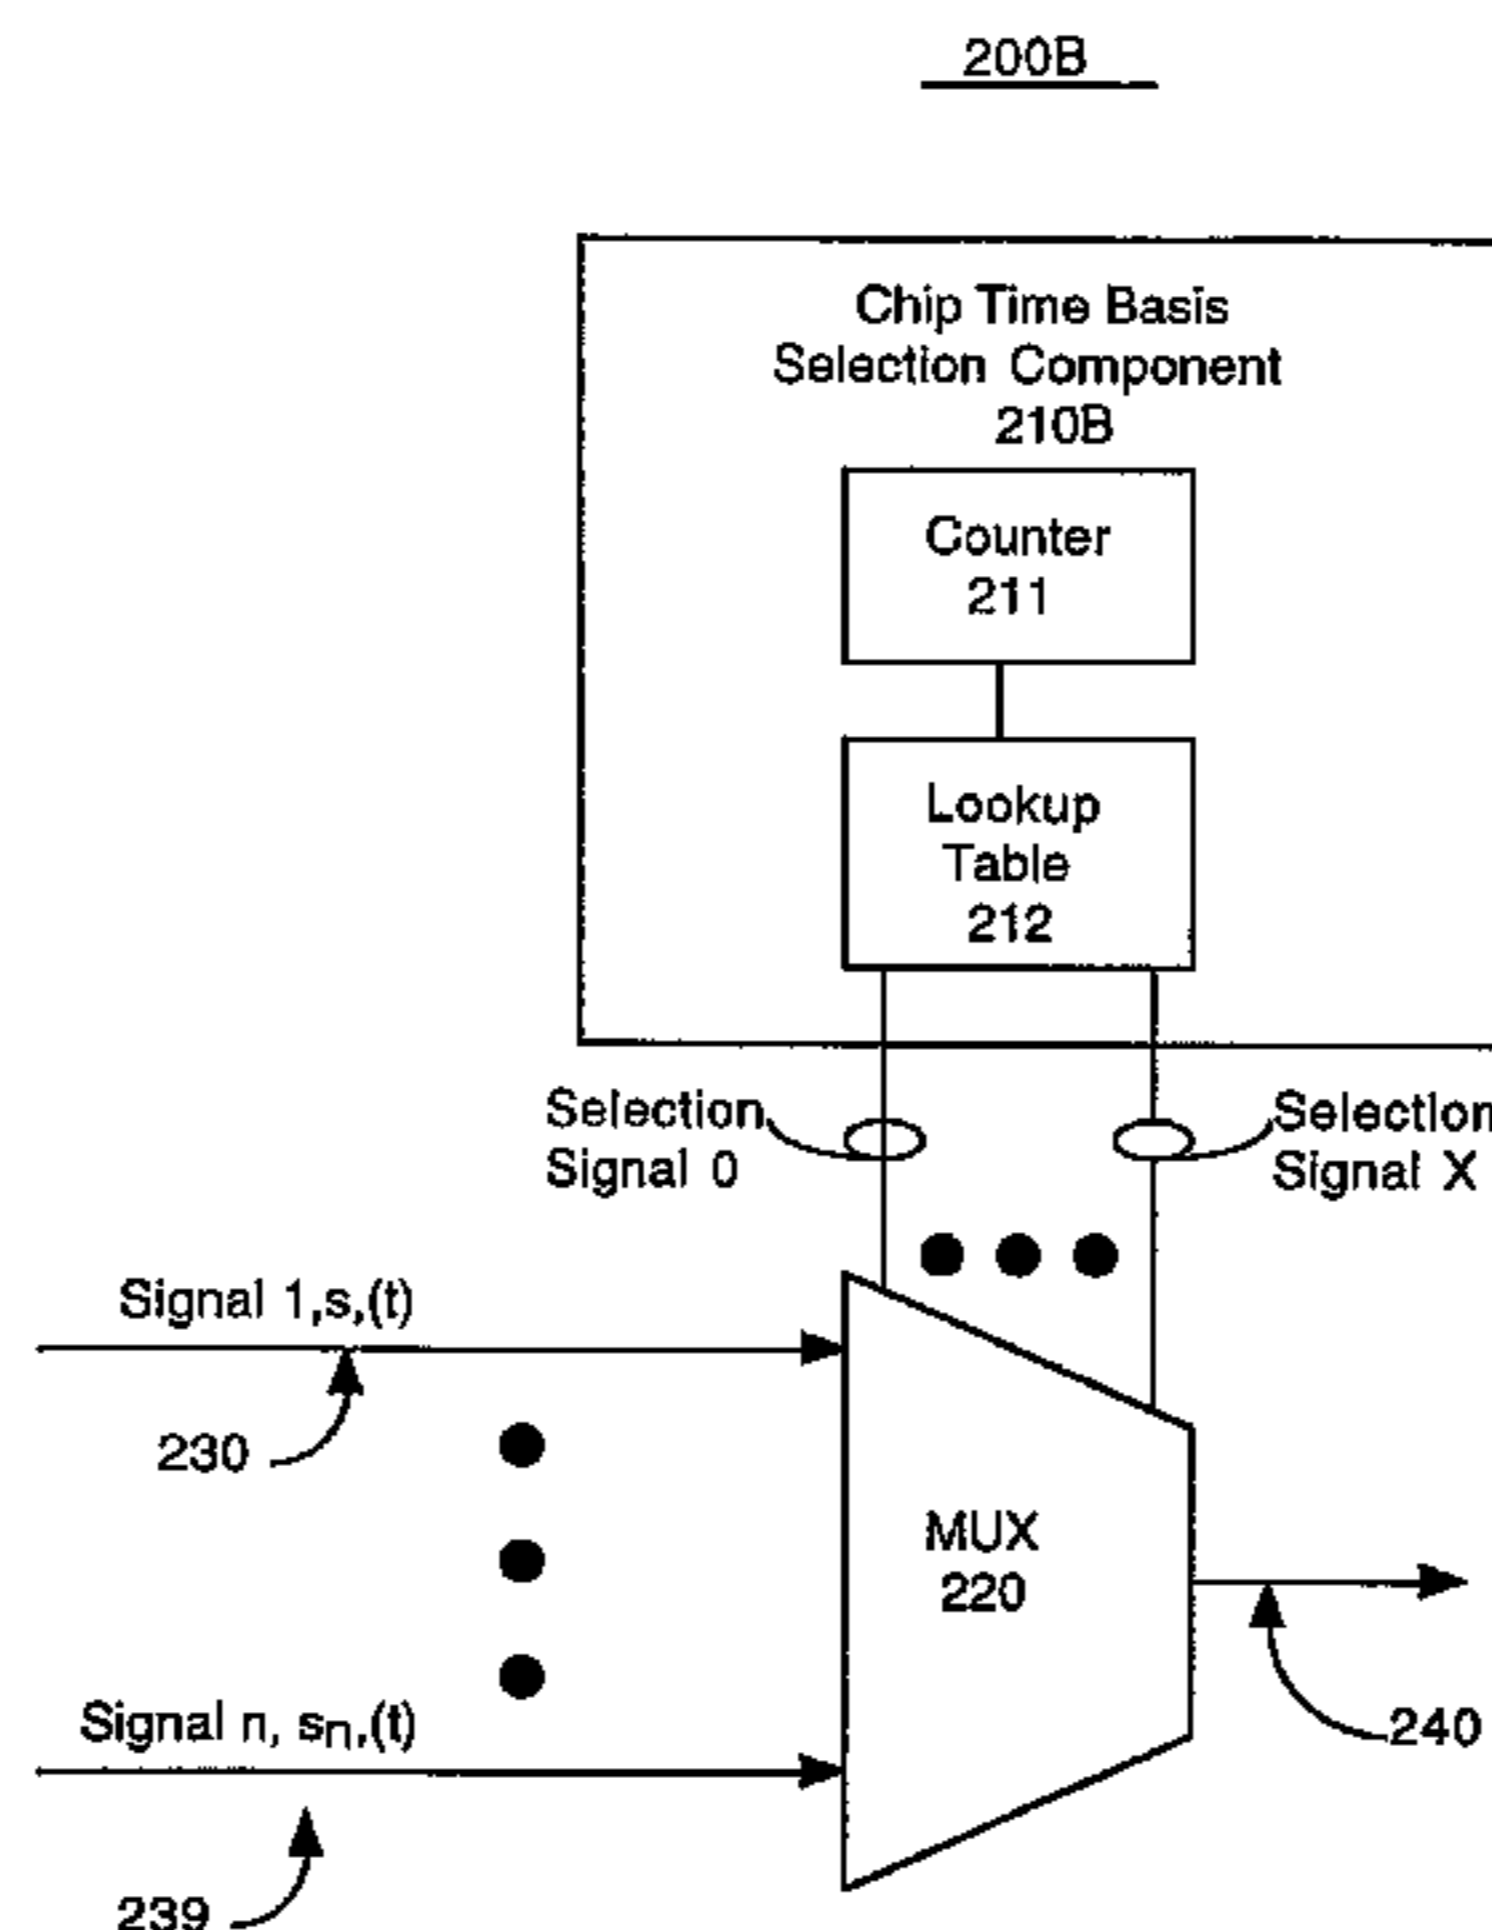 200B
Chip Time Basis
Selection Component
210B
Counter
211
Lookup
Table
212
Selection
Signal 0
Selection
Signal X
Signal 1,s,(t)
230
MUX
220
Signal n, sn,(t)
240
239